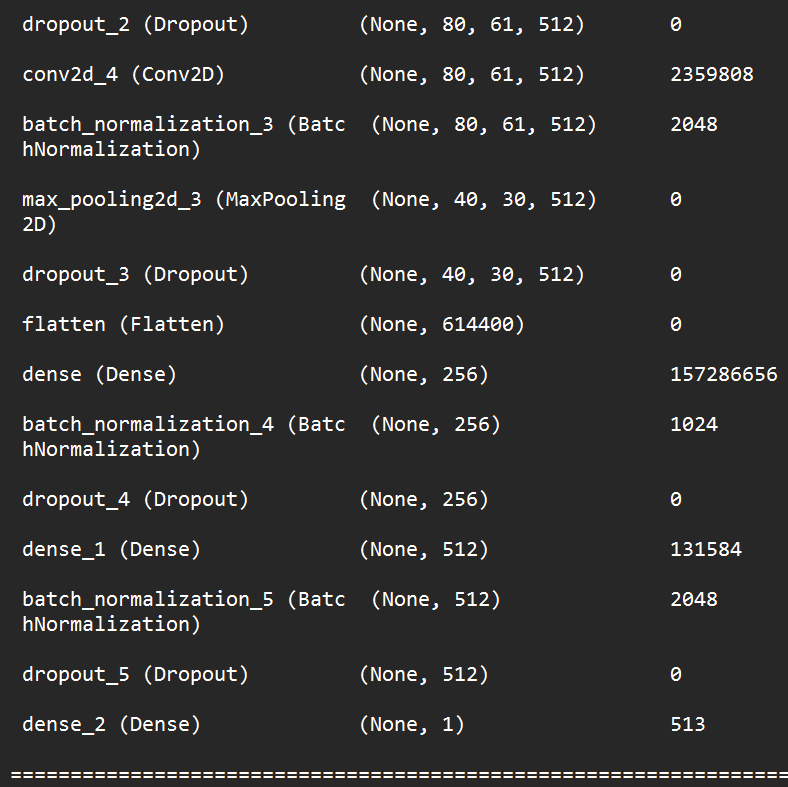 dropout_2 (Dropout) (None, 80, 61, 512) 0
conv2d_4 (Conv2D) (None, 80, 61, 512) 2359808
batch_normalization_3 (Batc (None, 80, 61, 512) 2048
hNormalization)
max_pooling2d_3 (MaxPooling (None, 40, 30, 512) 0
2D)
dropout_3 (Dropout) (None, 40, 30, 512) 0
flatten (Flatten) (None, 614400) 0
dense (Dense) (None, 256) 157286656
batch_normalization_4 (Batc (None, 256) 1024
hNormalization)
dropout_4 (Dropout) (None, 256) 0
dense_1 (Dense) (None, 512) 131584
batch_normalization_5 (Batc (None, 512) 2048
hNormalization)
dropout_5 (Dropout) (None, 512) 0
dense_2 (Dense) (None, 1) 513
=================================================================